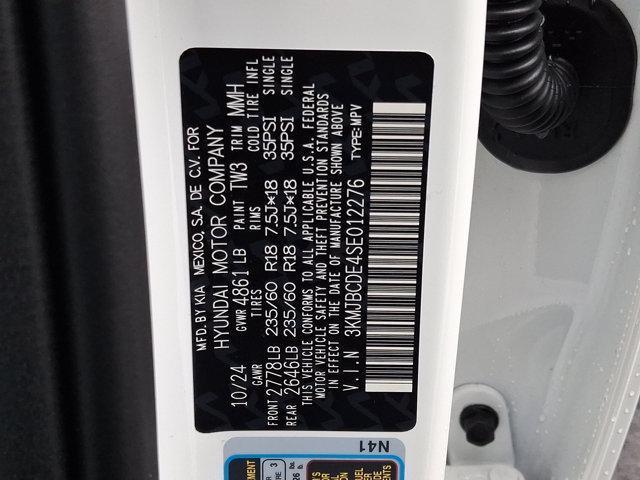 MFD. BY KIA MEXICO, S.A. DE C.V. FOR
HYUNDAI MOTOR COMPANY
10/24 GVWR 4861 LB PAINT TW3 TRIM MMH
GAWR TIRES RIMS COLD TIRE INFL
FRONT 2778LB 235/60 R18 7.5J×18 35PSI SINGLE
REAR 2646LB 235/60 R18 7.5J×18 35PSI SINGLE
THIS VEHICLE CONFORMS TO ALL APPLICABLE U.S.A. FEDERAL
MOTOR VEHICLE SAFETY AND THEFT PREVENTION STANDARDS
IN EFFECT ON THE DATE OF MANUFACTURE SHOWN ABOVE
V.I.N 3KMJBCDE4SE012276 TYPE:MPV
N41